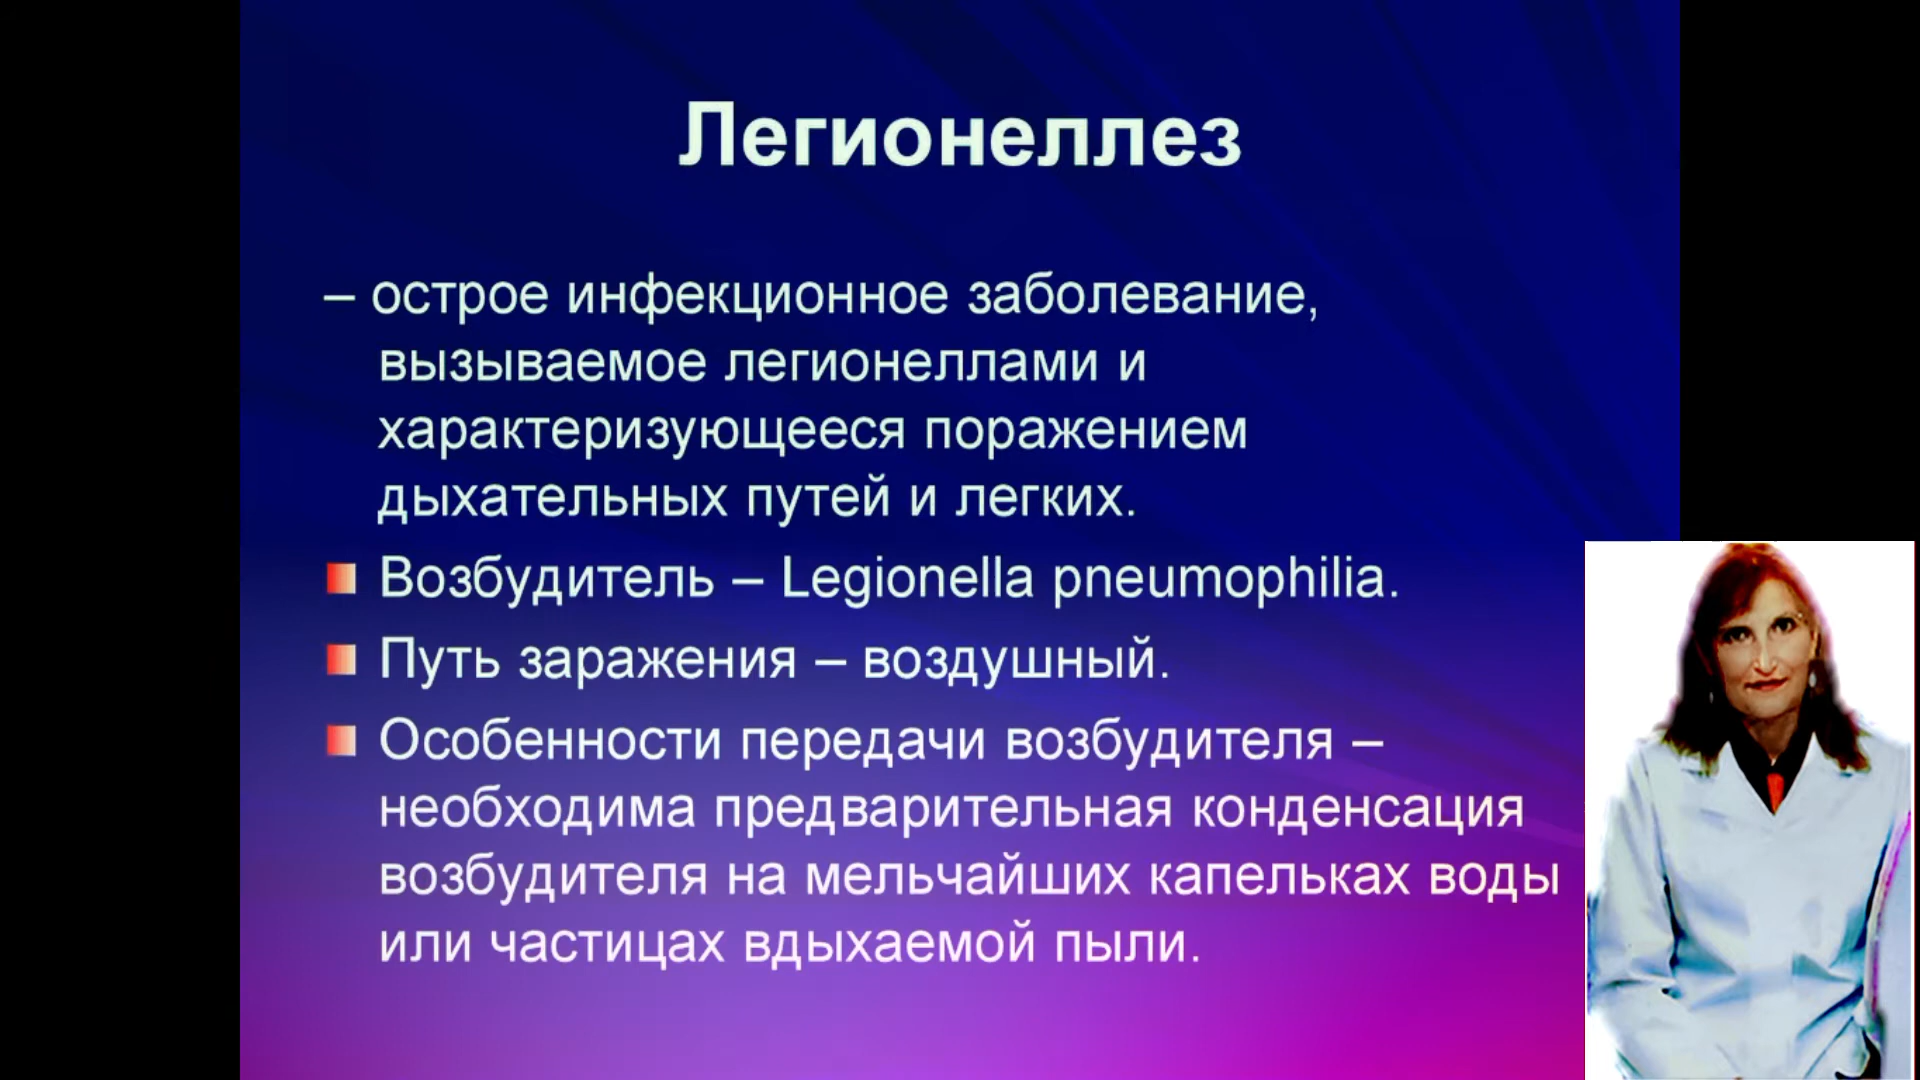 Легионеллез
– острое инфекционное заболевание,
вызываемое легионеллами и
характеризующееся поражением
дыхательных путей и легких.
Возбудитель – Legionella pneumophilia.
Путь заражения – воздушный.
Особенности передачи возбудителя –
необходима предварительная конденсация
возбудителя на мельчайших капельках воды
или частицах вдыхаемой пыли.